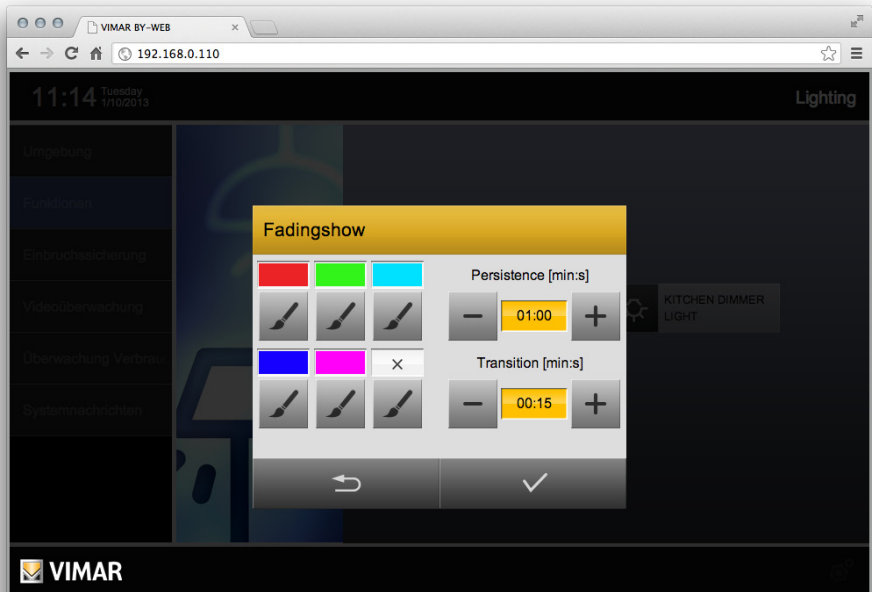 VIMAR BY-WEB
192.168.0.110
11:14 Tuesday
1/10/2013
Lighting
Umgebung
Funktionen
Einbruchssicherung
Videoüberwachung
Überwachung Verbrau
Systemnachrichten
Fadingshow
Persistence [min:s]
01:00
Transition [min:s]
00:15
KITCHEN DIMMER
LIGHT
VIMAR